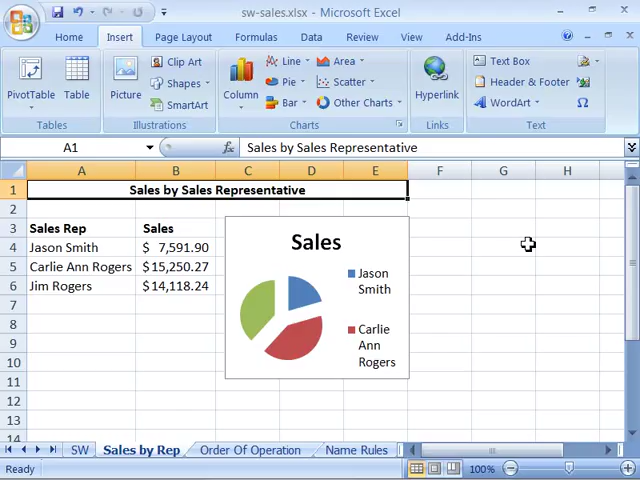 sw-sales.xlsx - Microsoft Excel
Home Insert Page Layout Formulas Data Review View Add-Ins
PivotTable Table Picture Clip Art Shapes SmartArt Column Line Pie Bar Area Scatter Other Charts Hyperlink Text Box Header & Footer WordArt Ω
Tables Illustrations Charts Links Text
A1 fx Sales by Sales Representative
A B C D E F G H
1 Sales by Sales Representative
2
3 Sales Rep Sales
4 Jason Smith $ 7,591.90
5 Carlie Ann Rogers $15,250.27
6 Jim Rogers $14,118.24
7
8
9
10
11
12
13
14
Sales
Jason
Smith
Carlie
Ann
Rogers
SW Sales by Rep Order Of Operation Name Rules
Ready 100%